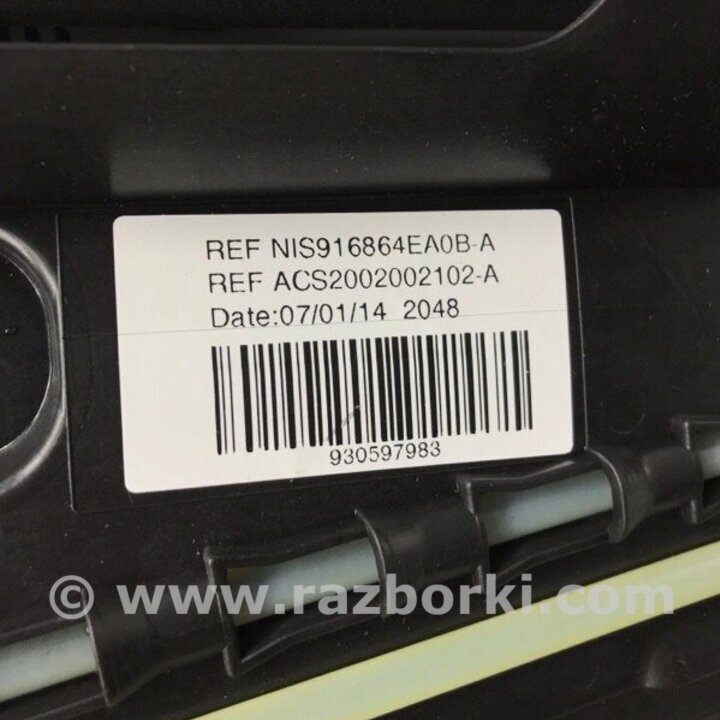 REF NIS916864EA0B-A
REF ACS2002002102-A
Date:07/01/14 2048
930597983
© www.razborki.com